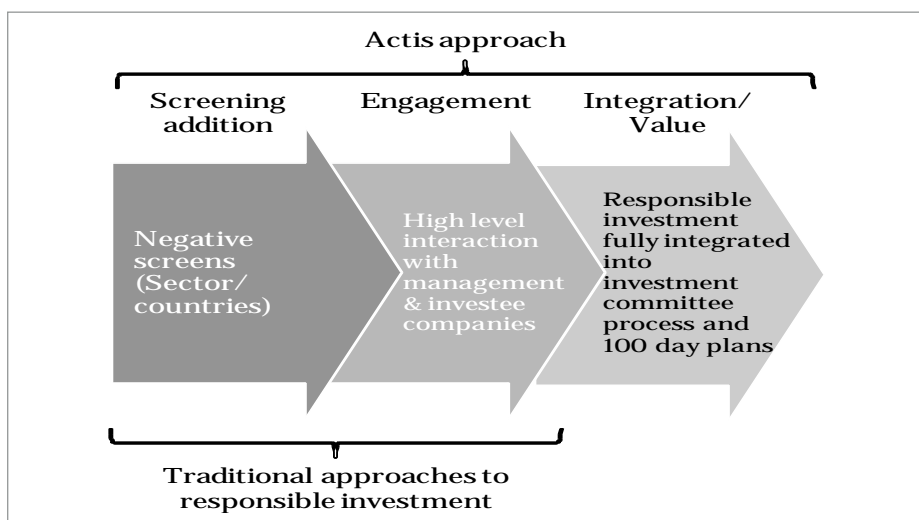 Actis approach
Screening
addition
Engagement
Integration/
Value
Negative
screens
(Sector/
countries)
High level
interaction
with
management
& investee
companies
Responsible
investment
fully integrated
into
investment
committee
process and
100 day plans
Traditional approaches to
responsible investment